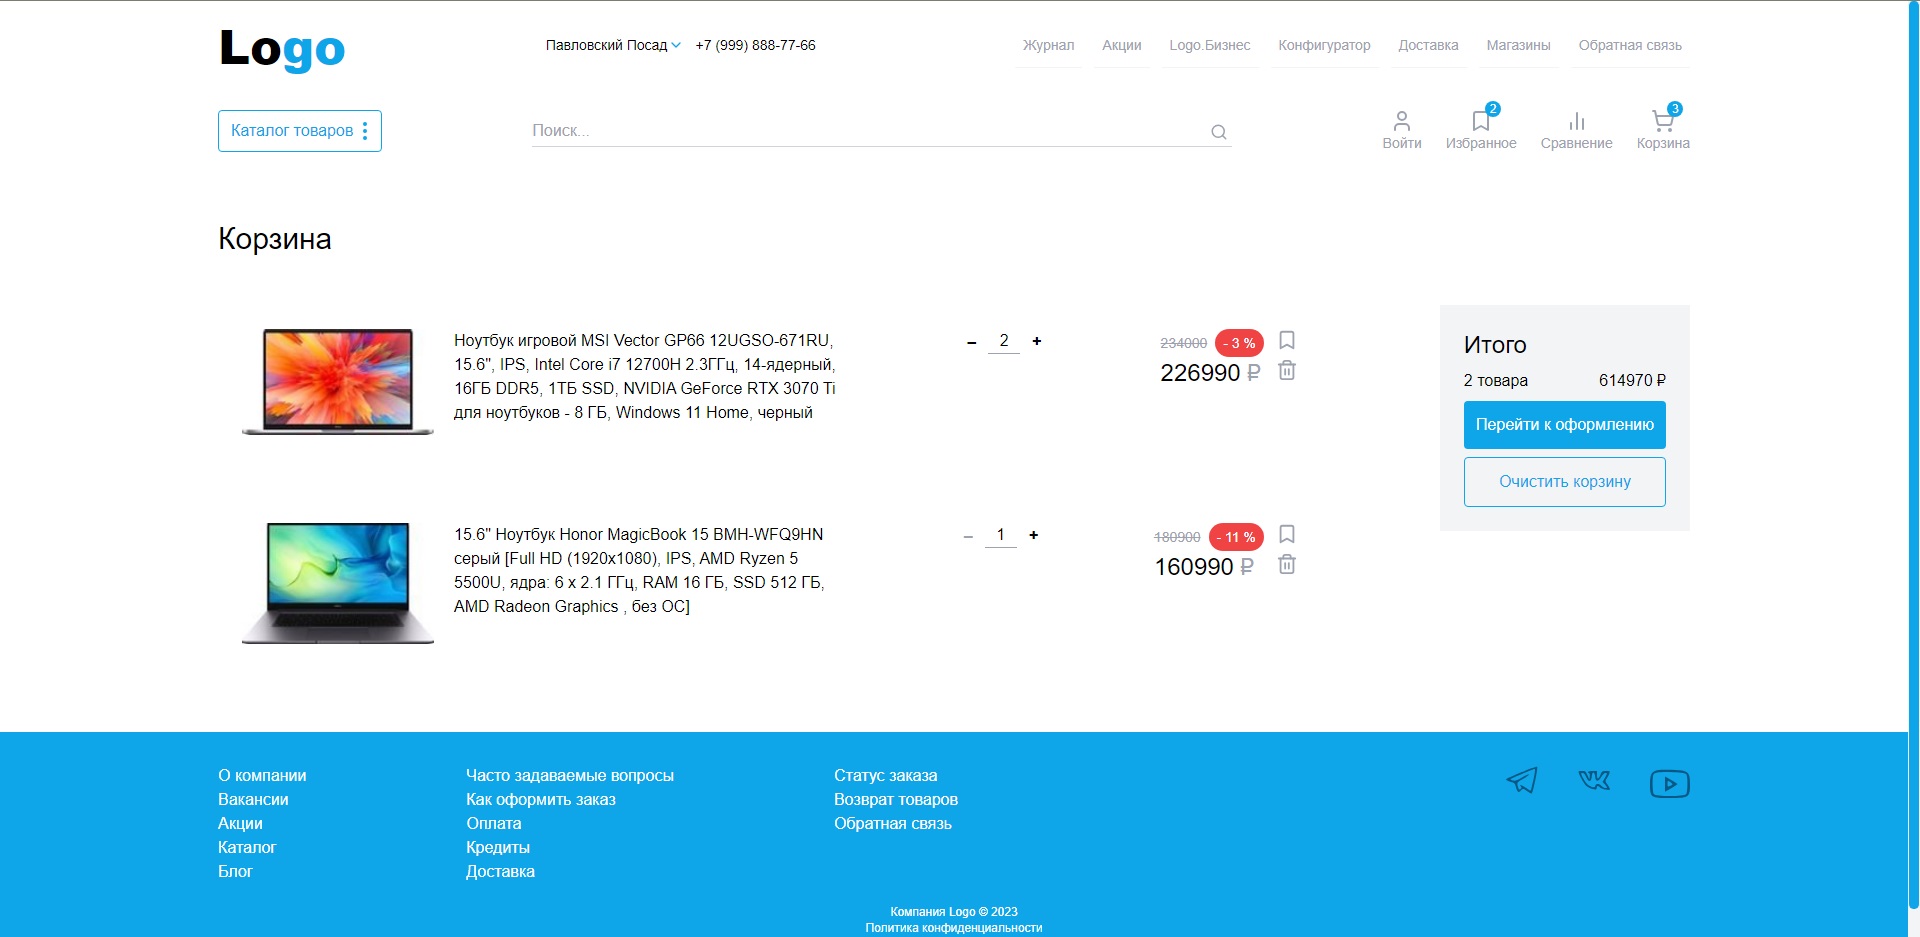 Logo
Павловский Посад
+7 (999) 888-77-66
Журнал
Акции
Logo.Бизнес
Конфигуратор
Доставка
Магазины
Обратная связь
Каталог товаров
Поиск...
Войти
2
Избранное
Сравнение
3
Корзина
Корзина
Ноутбук игровой MSI Vector GP66 12UGSO-671RU,
15.6", IPS, Intel Core i7 12700H 2.3ГГц, 14-ядерный,
16ГБ DDR5, 1ТБ SSD, NVIDIA GeForce RTX 3070 Ti
для ноутбуков - 8 ГБ, Windows 11 Home, черный
– 2 +
234000 - 3 %
226990 ₽
15.6" Ноутбук Honor MagicBook 15 BMH-WFQ9HN
серый [Full HD (1920x1080), IPS, AMD Ryzen 5
5500U, ядра: 6 x 2.1 ГГц, RAM 16 ГБ, SSD 512 ГБ,
AMD Radeon Graphics , без ОС]
– 1 +
180900 - 11 %
160990 ₽
Итого
2 товара 614970 ₽
Перейти к оформлению
Очистить корзину
О компании
Вакансии
Акции
Каталог
Блог
Часто задаваемые вопросы
Как оформить заказ
Оплата
Кредиты
Доставка
Статус заказа
Возврат товаров
Обратная связь
Компания Logo © 2023
Политика конфиденциальности